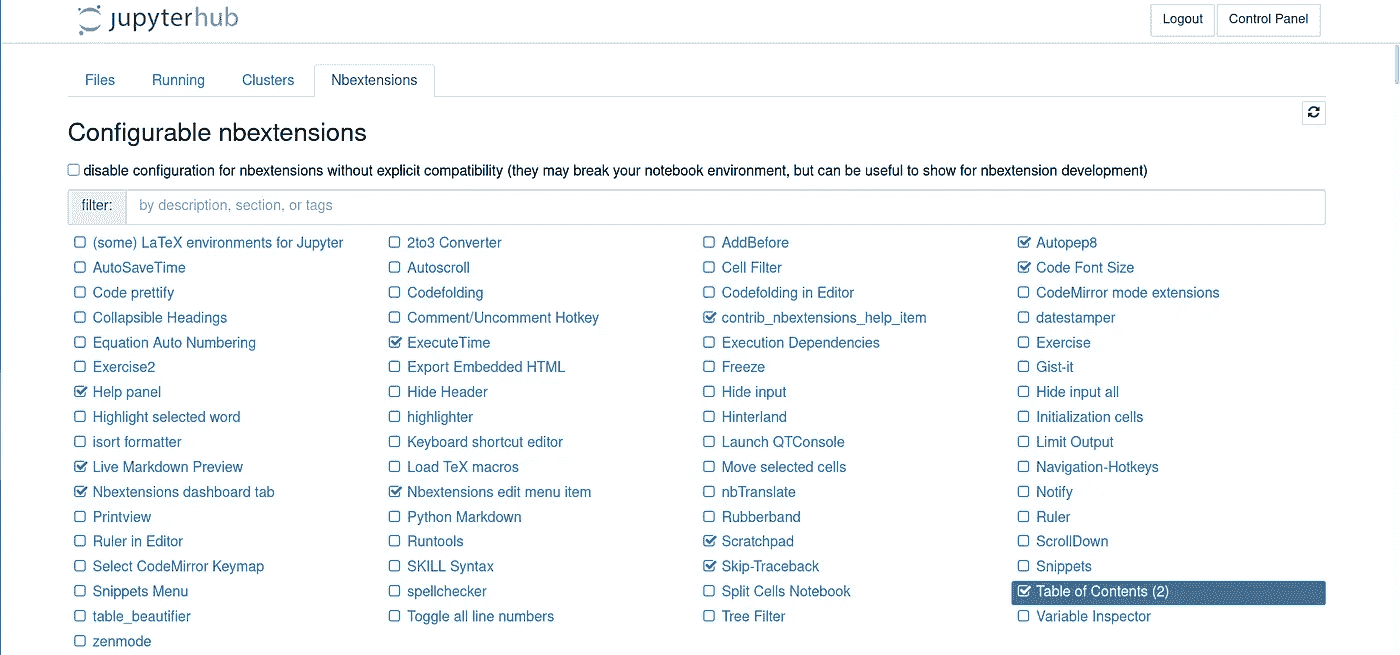 jupyterhub Logout Control Panel
Files Running Clusters Nbextensions
Configurable nbextensions
disable configuration for nbextensions without explicit compatibility (they may break your notebook environment, but can be useful to show for nbextension development)
filter: by description, section, or tags
(some) LaTeX environments for Jupyter 2to3 Converter AddBefore Autopep8
AutoSaveTime Autoscroll Cell Filter Code Font Size
Code prettify Codefolding Codefolding in Editor CodeMirror mode extensions
Collapsible Headings Comment/Uncomment Hotkey contrib_nbextensions_help_item datestamper
Equation Auto Numbering ExecuteTime Execution Dependencies Exercise
Exercise2 Export Embedded HTML Freeze Gist-it
Help panel Hide Header Hide input Hide input all
Highlight selected word highlighter Hinterland Initialization cells
isort formatter Keyboard shortcut editor Launch QTConsole Limit Output
Live Markdown Preview Load TeX macros Move selected cells Navigation-Hotkeys
Nbextensions dashboard tab Nbextensions edit menu item nbTranslate Notify
Printview Python Markdown Rubberband Ruler
Ruler in Editor Runtools Scratchpad ScrollDown
Select CodeMirror Keymap SKILL Syntax Skip-Traceback Snippets
Snippets Menu spellchecker Split Cells Notebook Table of Contents (2)
table_beautifier Toggle all line numbers Tree Filter Variable Inspector
zenmode